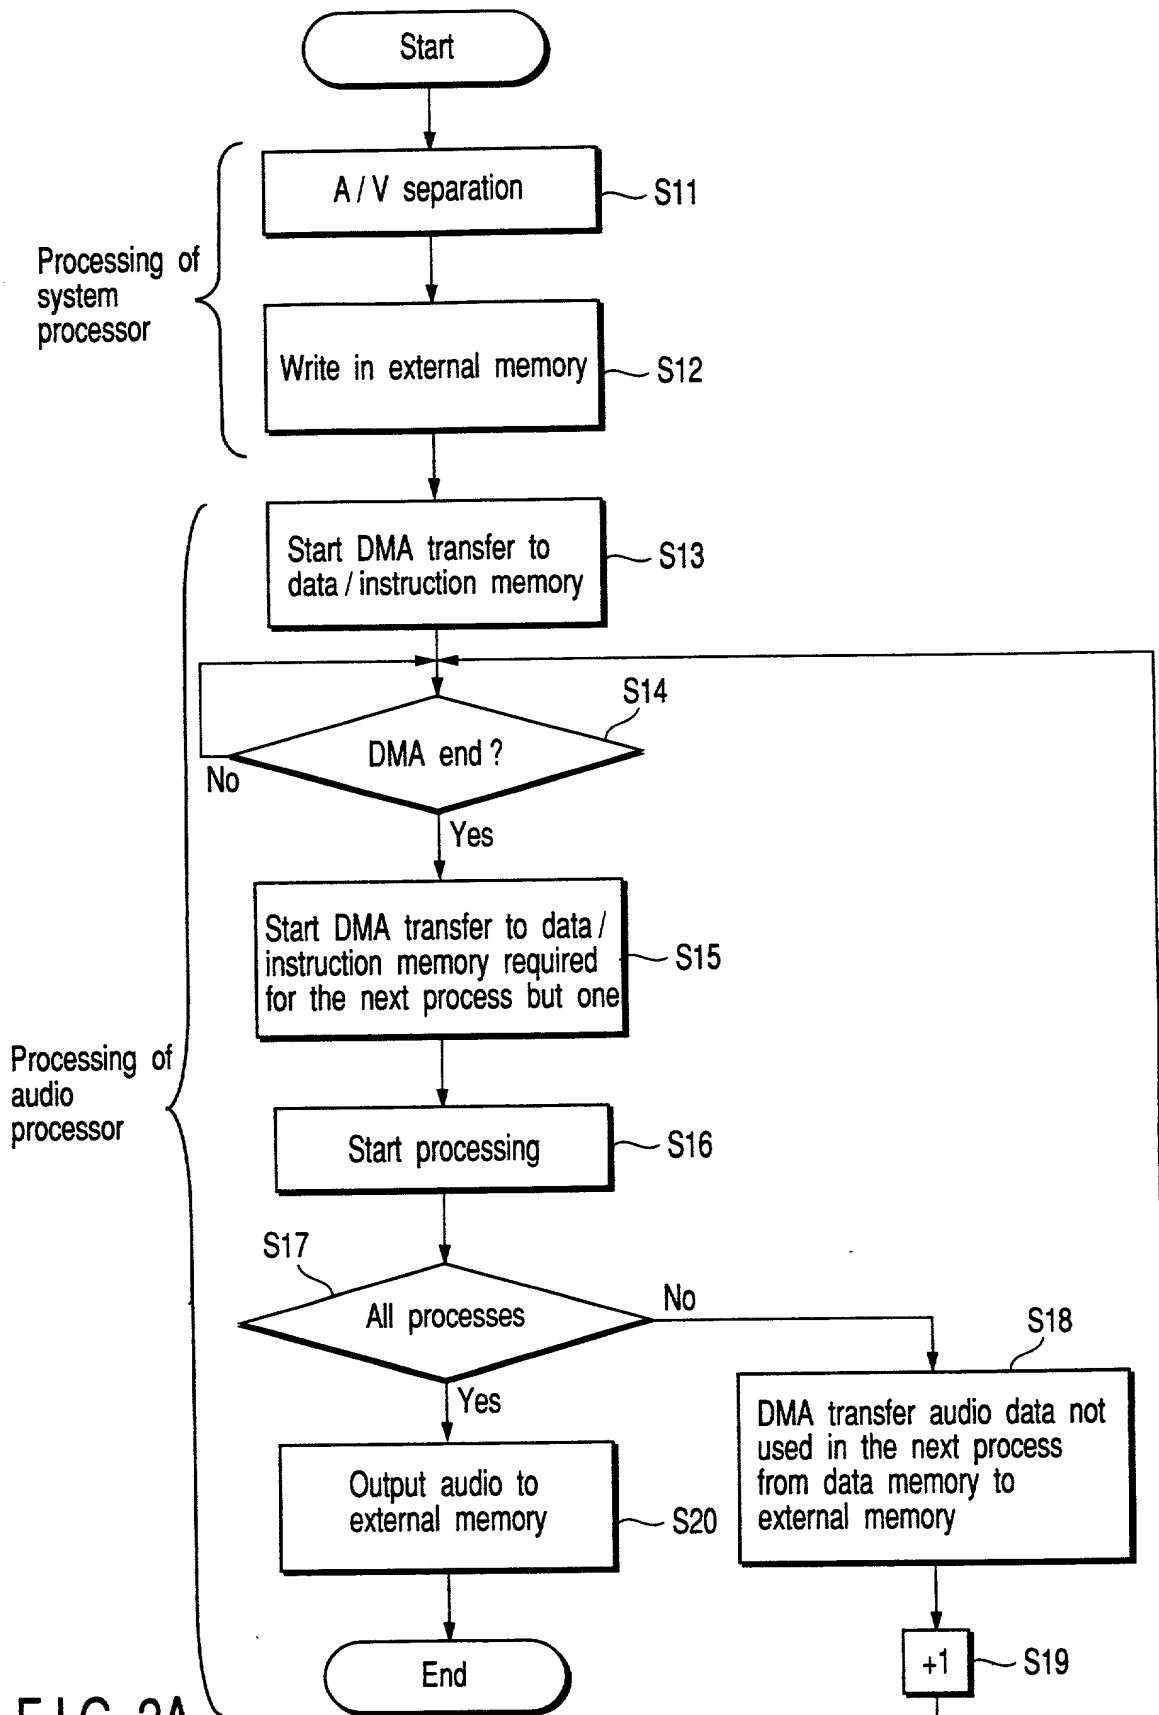 Start
A / V separation
S11
Processing of
system
processor
Write in external memory
S12
Start DMA transfer to
data / instruction memory
S13
S14
DMA end ?
No
Yes
Start DMA transfer to data /
instruction memory required
for the next process but one
S15
Processing of
audio
processor
Start processing
S16
S17
All processes
No
Yes
S18
DMA transfer audio data not
used in the next process
from data memory to
external memory
Output audio to
external memory
S20
+1
S19
End
FIG. 2A